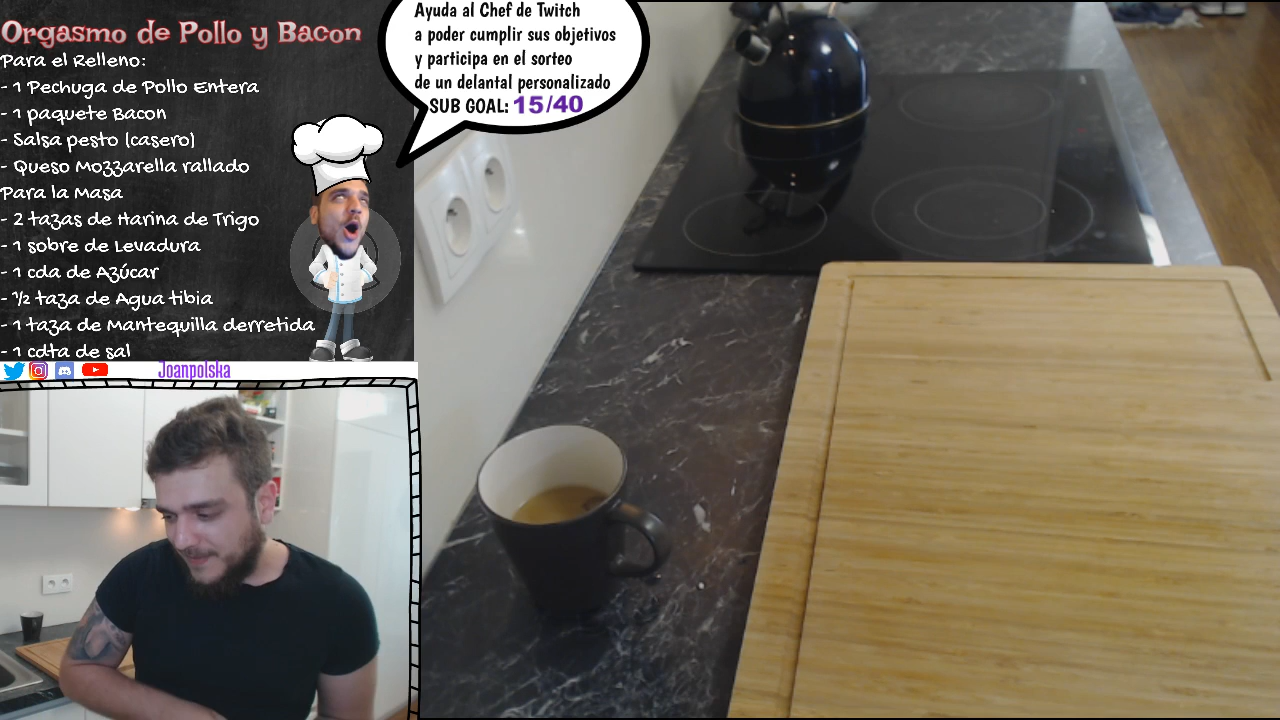 Orgasmo de Pollo y Bacon
Para el Relleno:
- 1 Pechuga de Pollo Entera
- 1 paquete Bacon
- Salsa pesto (casero)
- Queso Mozzarella rallado
Para la Masa
- 2 tazas de Harina de Trigo
- 1 sobre de Levadura
- 1 cda de Azúcar
- ½ taza de Agua tibia
- 1 taza de Mantequilla derretida
- 1 cdta de sal
Joanpolska
Ayuda al Chef de Twitch
a poder cumplir sus objetivos
y participa en el sorteo
de un delantal personalizado
SUB GOAL: 15/40